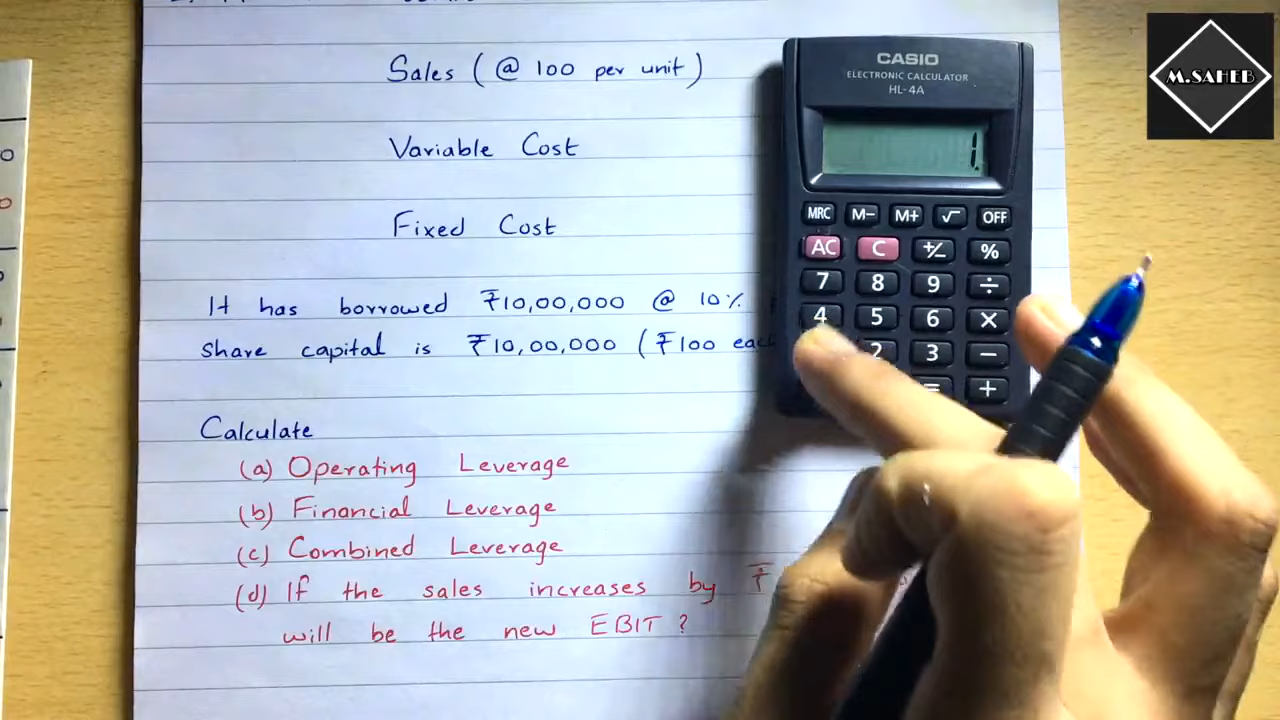 Sales (@ 100 per unit)
Variable Cost
Fixed Cost
It has borrowed ₹10,00,000 @ 10%
share capital is ₹10,00,000 (₹100 each
Calculate
(a) Operating Leverage
(b) Financial Leverage
(c) Combined Leverage
(d) If the sales increases by ₹
will be the new EBIT?
CASIO
ELECTRONIC CALCULATOR
HL-4A
1.
MRC M− M+ √ OFF
AC C +/− %
7 8 9 ÷
4 5 6 ×
2 3 −
= +
M.SAHEB